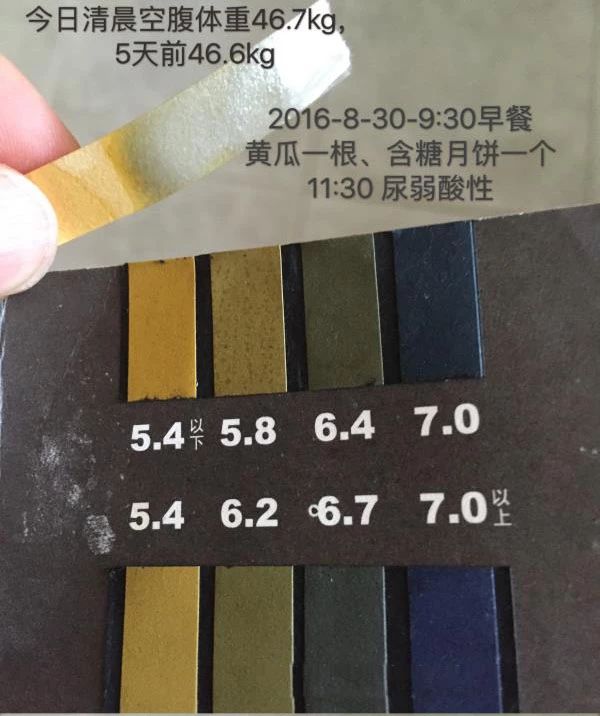 今日清晨空腹体重46.7kg,
5天前46.6kg
2016-8-30-9:30早餐
黄瓜一根、含糖月饼一个
11:30 尿弱酸性
5.4以下 5.8 6.4 7.0
5.4 6.2 6.7 7.0以上